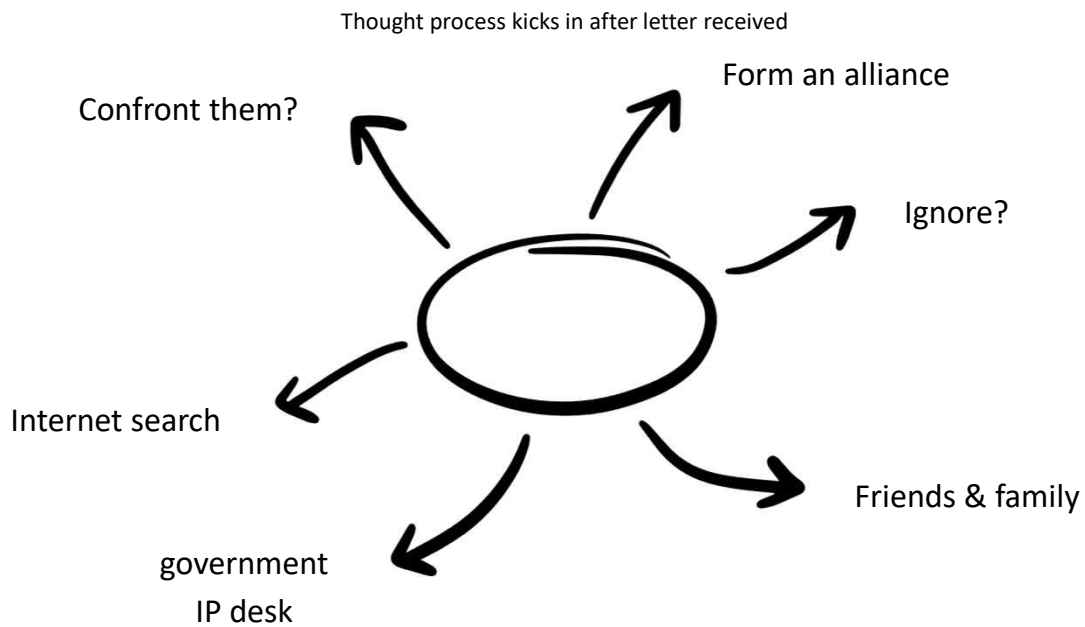 Thought process kicks in after letter received
Form an alliance
Confront them?
Ignore?
Internet search
Friends & family
government
IP desk